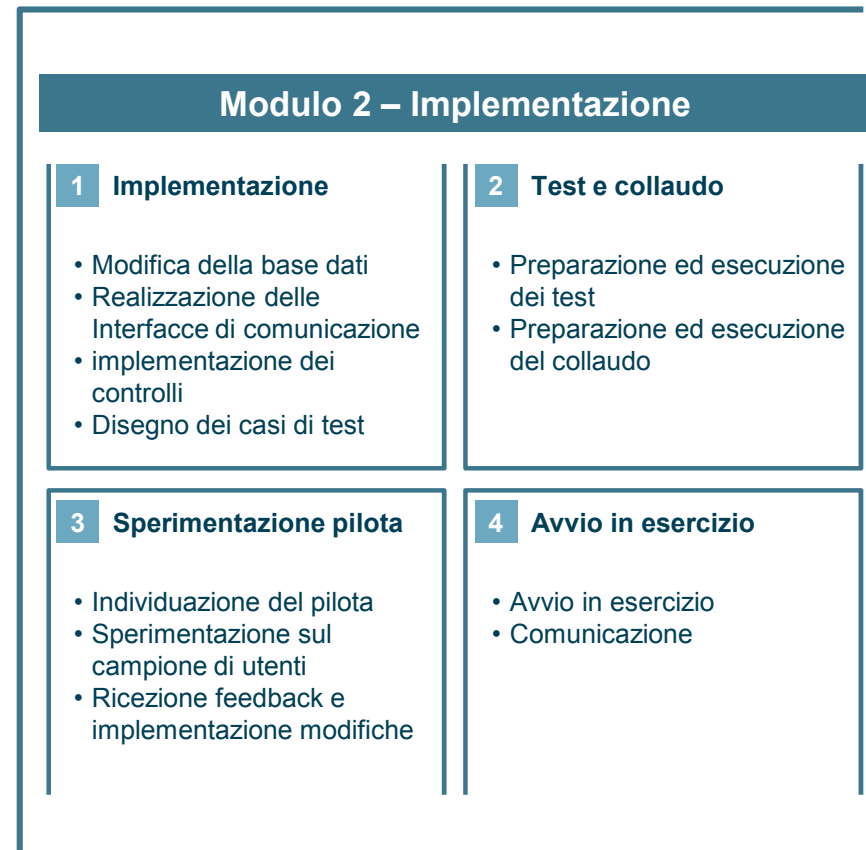 Modulo 2 – Implementazione
1 Implementazione
• Modifica della base dati
• Realizzazione delle
Interfacce di comunicazione
• implementazione dei
controlli
• Disegno dei casi di test
2 Test e collaudo
• Preparazione ed esecuzione
dei test
• Preparazione ed esecuzione
del collaudo
3 Sperimentazione pilota
• Individuazione del pilota
• Sperimentazione sul
campione di utenti
• Ricezione feedback e
implementazione modifiche
4 Avvio in esercizio
• Avvio in esercizio
• Comunicazione